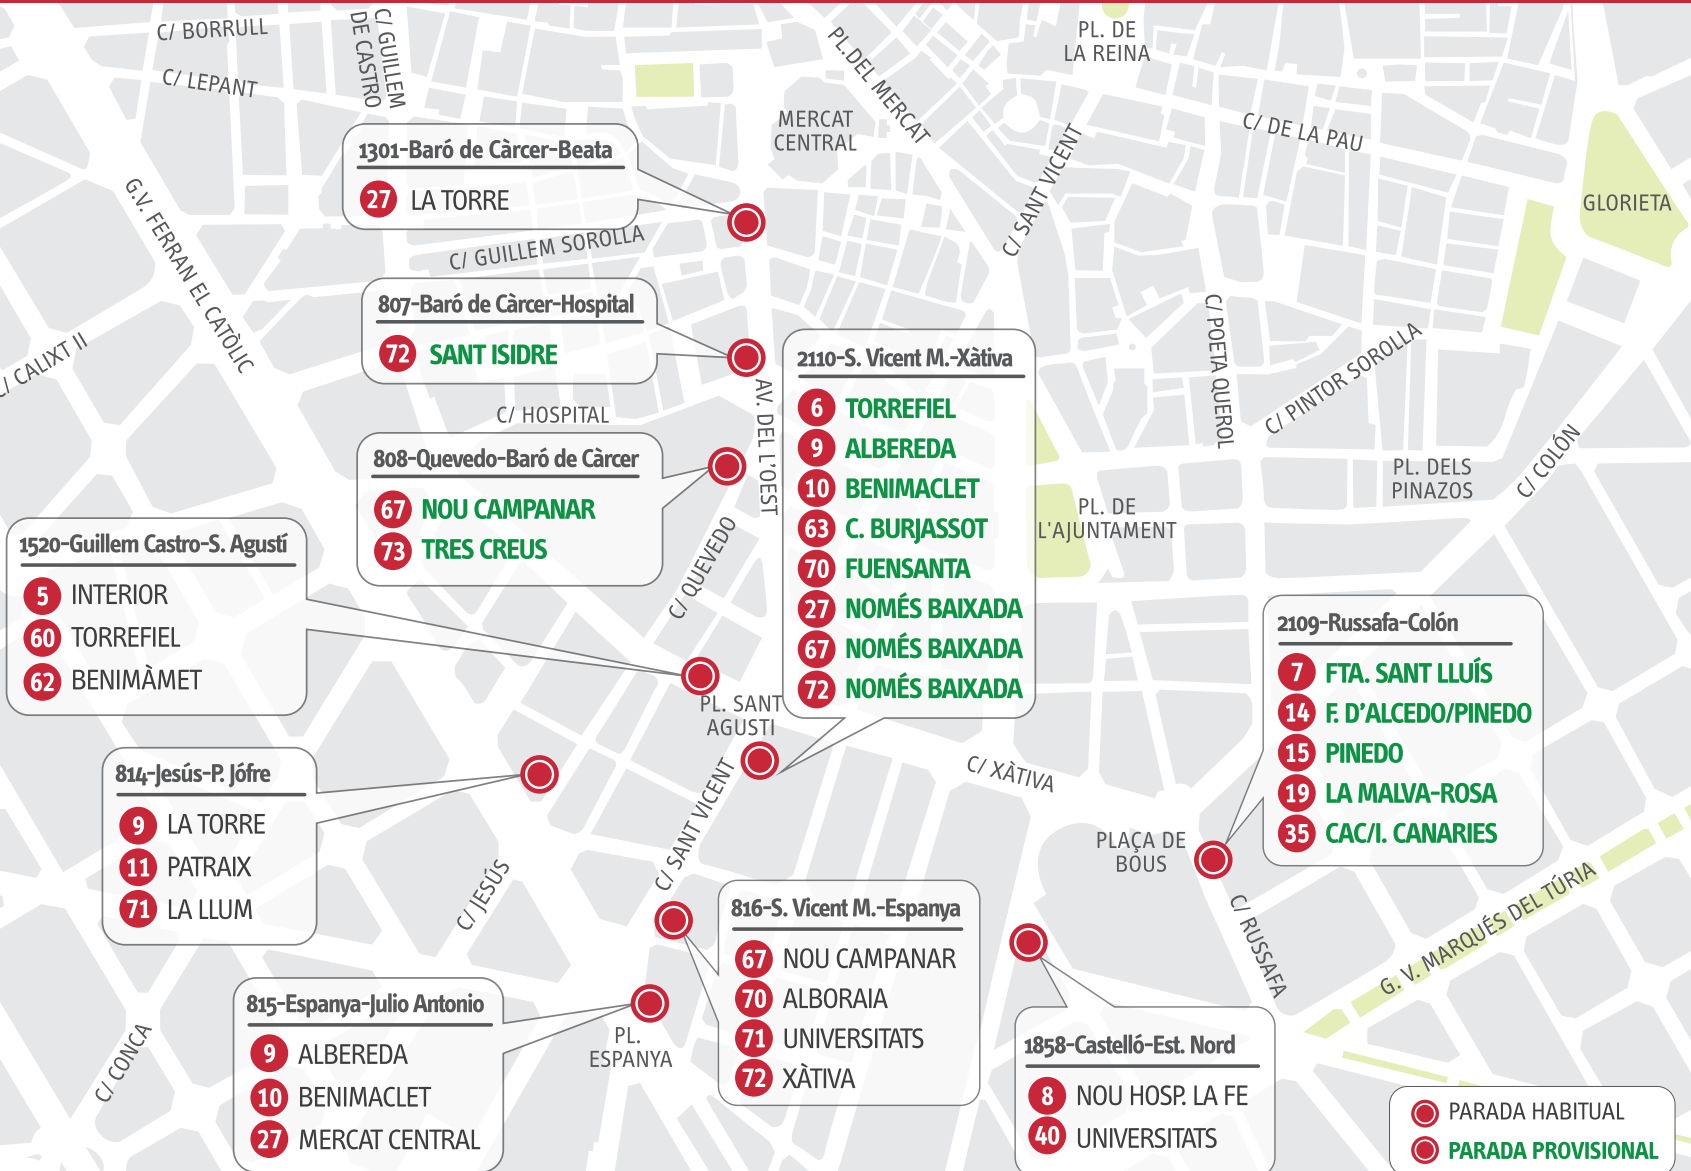 C/ BORRULL
C/ GUILLEM
DE CASTRO
C/ LEPANT
PL.DEL MERCAT
PL. DE
LA REINA
MERCAT
CENTRAL
C/ DE LA PAU
C/ SANT VICENT
GLORIETA
1301-Baró de Càrcer-Beata
27 LA TORRE
G.V. FERRAN EL CATÒLIC
C/ GUILLEM SOROLLA
C/ CALIXT II
807-Baró de Càrcer-Hospital
72 SANT ISIDRE
C/ HOSPITAL
AV. DEL L'OEST
808-Quevedo-Baró de Càrcer
67 NOU CAMPANAR
73 TRES CREUS
C/ QUEVEDO
2110-S. Vicent M.-Xàtiva
6 TORREFIEL
9 ALBEREDA
10 BENIMACLET
63 C. BURJASSOT
70 FUENSANTA
27 NOMÉS BAIXADA
67 NOMÉS BAIXADA
72 NOMÉS BAIXADA
C/ POETA QUEROL
C/ PINTOR SOROLLA
PL. DELS
PINAZOS
C/ COLÓN
PL. DE
L'AJUNTAMENT
1520-Guillem Castro-S. Agustí
5 INTERIOR
60 TORREFIEL
62 BENIMÀMET
PL. SANT
AGUSTI
2109-Russafa-Colón
7 FTA. SANT LLUÍS
14 F. D'ALCEDO/PINEDO
15 PINEDO
19 LA MALVA-ROSA
35 CAC/I. CANARIES
C/ XÀTIVA
814-Jesús-P. Jófre
9 LA TORRE
11 PATRAIX
71 LA LLUM
C/ SANT VICENT
C/ JESÚS
PLAÇA DE
BOUS
C/ RUSSAFA
G. V. MARQUÉS DEL TÚRIA
816-S. Vicent M.-Espanya
67 NOU CAMPANAR
70 ALBORAIA
71 UNIVERSITATS
72 XÀTIVA
815-Espanya-Julio Antonio
9 ALBEREDA
10 BENIMACLET
27 MERCAT CENTRAL
PL.
ESPANYA
C/ CONCA
1858-Castelló-Est. Nord
8 NOU HOSP. LA FE
40 UNIVERSITATS
PARADA HABITUAL
PARADA PROVISIONAL